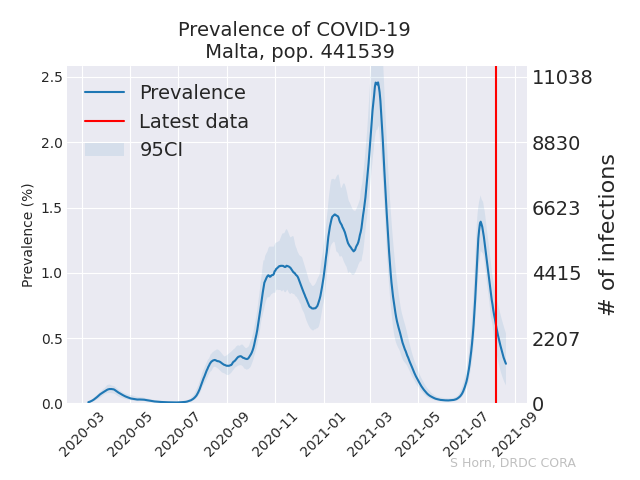 Prevalence of COVID-19
Malta, pop. 441539
Prevalence
Latest data
95CI
Prevalence (%)
2.5
2.0
1.5
1.0
0.5
0.0
11038
8830
6623
4415
2207
0
# of infections
2020-03
2020-05
2020-07
2020-09
2020-11
2021-01
2021-03
2021-05
2021-07
2021-09
S Horn, DRDC CORA